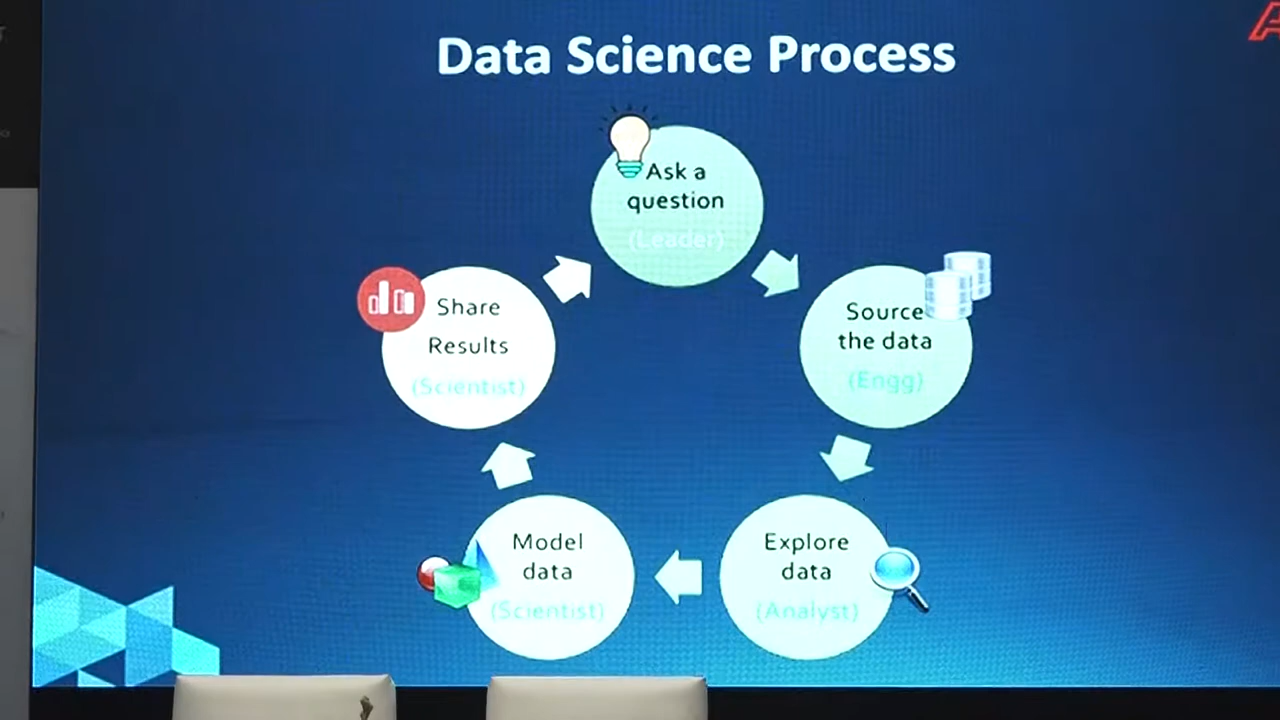 Data Science Process
Ask a
question
(Leader)
Source
the data
(Engg)
Explore
data
(Analyst)
Model
data
(Scientist)
Share
Results
(Scientist)